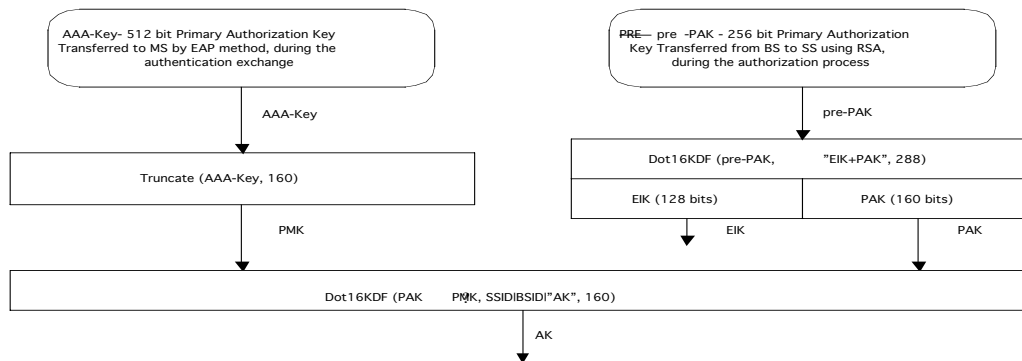 AAA-Key- 512 bit Primary Authorization Key
Transferred to MS by EAP method, during the
authentication exchange
PRE- pre -PAK - 256 bit Primary Authorization
Key Transferred from BS to SS using RSA,
during the authorization process
AAA-Key
pre-PAK
Truncate (AAA-Key, 160)
Dot16KDF (pre-PAK, "EIK+PAK", 288)
EIK (128 bits)
PAK (160 bits)
PMK
EIK
PAK
Dot16KDF (PAK PMK, SSID|BSID|"AK", 160)
AK